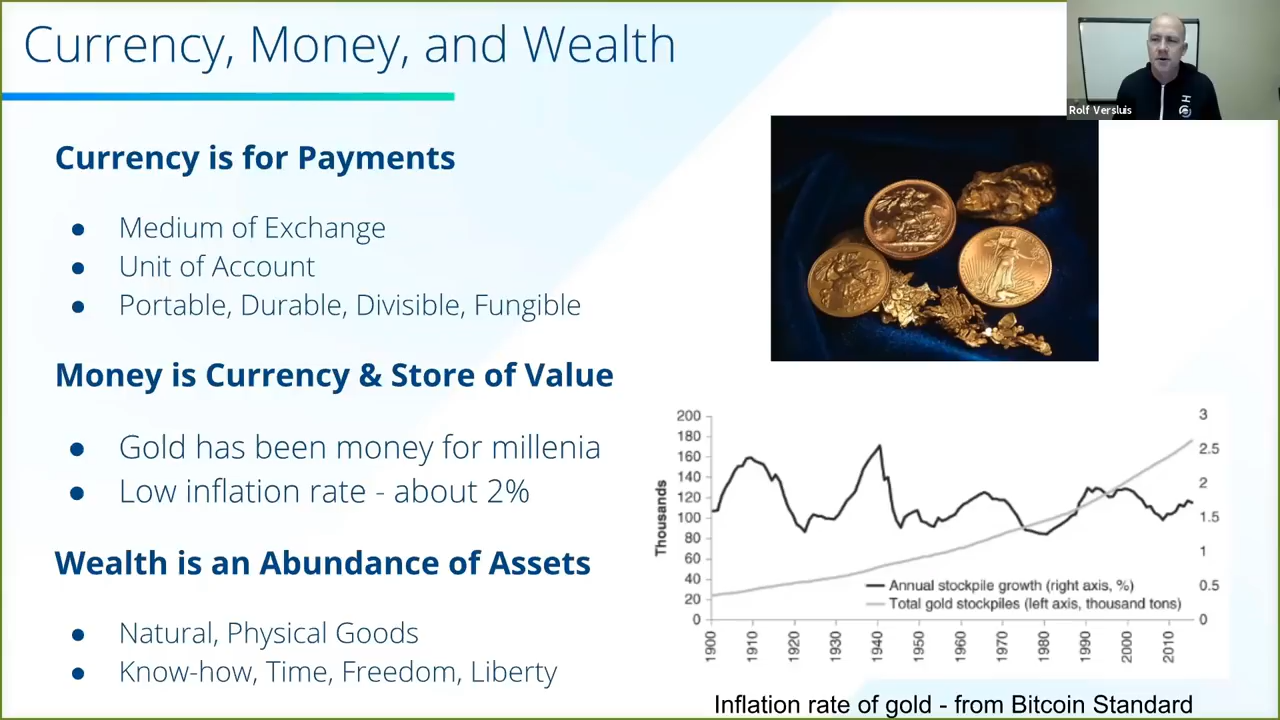 Currency, Money, and Wealth
Rolf Versluis
Currency is for Payments
● Medium of Exchange
● Unit of Account
● Portable, Durable, Divisible, Fungible
Money is Currency & Store of Value
● Gold has been money for millenia
● Low inflation rate - about 2%
Wealth is an Abundance of Assets
● Natural, Physical Goods
● Know-how, Time, Freedom, Liberty
Thousands
200
180
160
140
120
100
80
60
40
20
0
3
2.5
2
1.5
1
0.5
0
Annual stockpile growth (right axis, %)
Total gold stockpiles (left axis, thousand tons)
1900 1910 1920 1930 1940 1950 1960 1970 1980 1990 2000 2010
Inflation rate of gold - from Bitcoin Standard